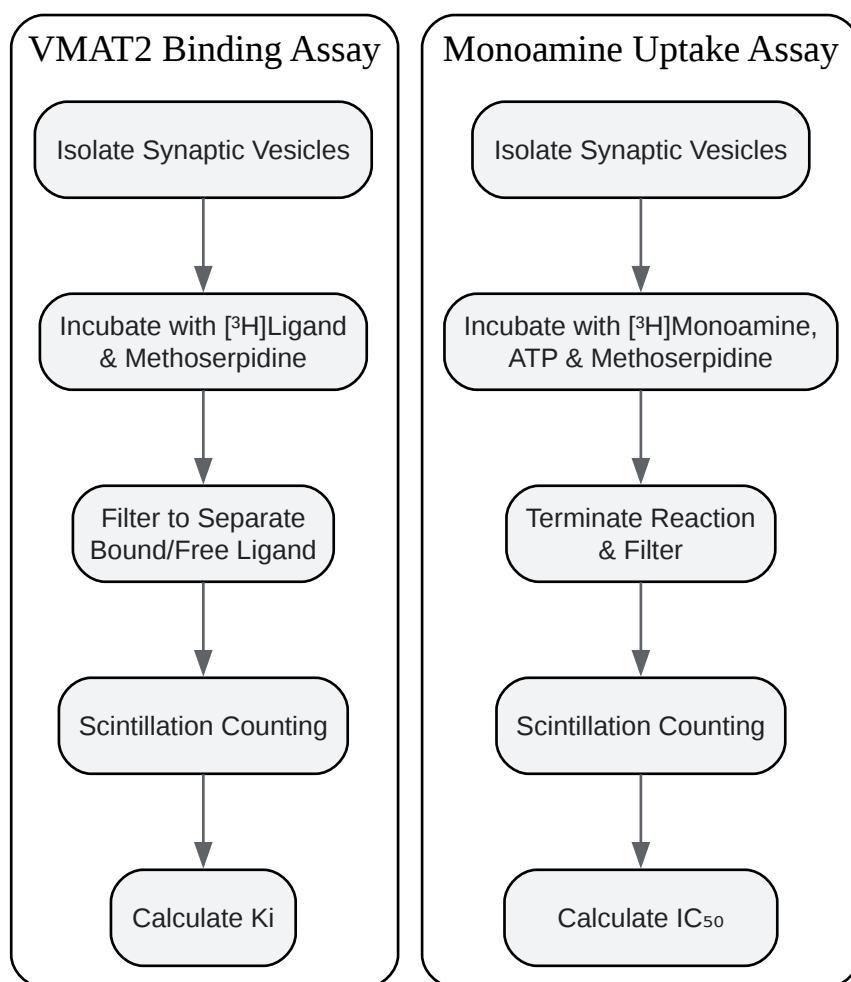 VMAT2 Binding Assay
Isolate Synaptic Vesicles
Incubate with [³H]Ligand
& Methoserpidine
Filter to Separate
Bound/Free Ligand
Scintillation Counting
Calculate Ki
Monoamine Uptake Assay
Isolate Synaptic Vesicles
Incubate with [³H]Monoamine,
ATP & Methoserpidine
Terminate Reaction
& Filter
Scintillation Counting
Calculate IC₅₀